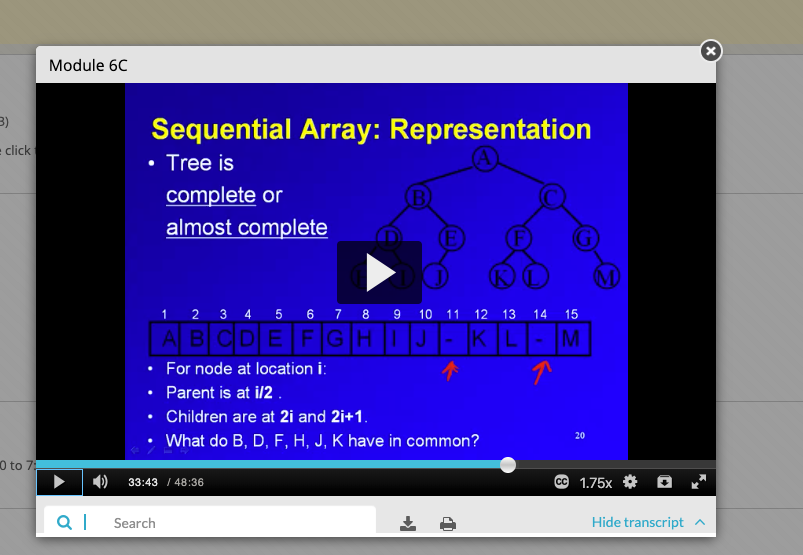 3)
click
0 to 7
Module 6C
Sequential Array: Representation
• Tree is
complete or
almost complete
A
B C
D E F G
J K L M
1 2 3 4 5 6 7 8 9 10 11 12 13 14 15
A B C D E F G H I J - K L - M
• For node at location i:
• Parent is at i/2 .
• Children are at 2i and 2i+1.
• What do B, D, F, H, J, K have in common?
20
33:43 / 48:36
CC 1.75x
Search
Hide transcript